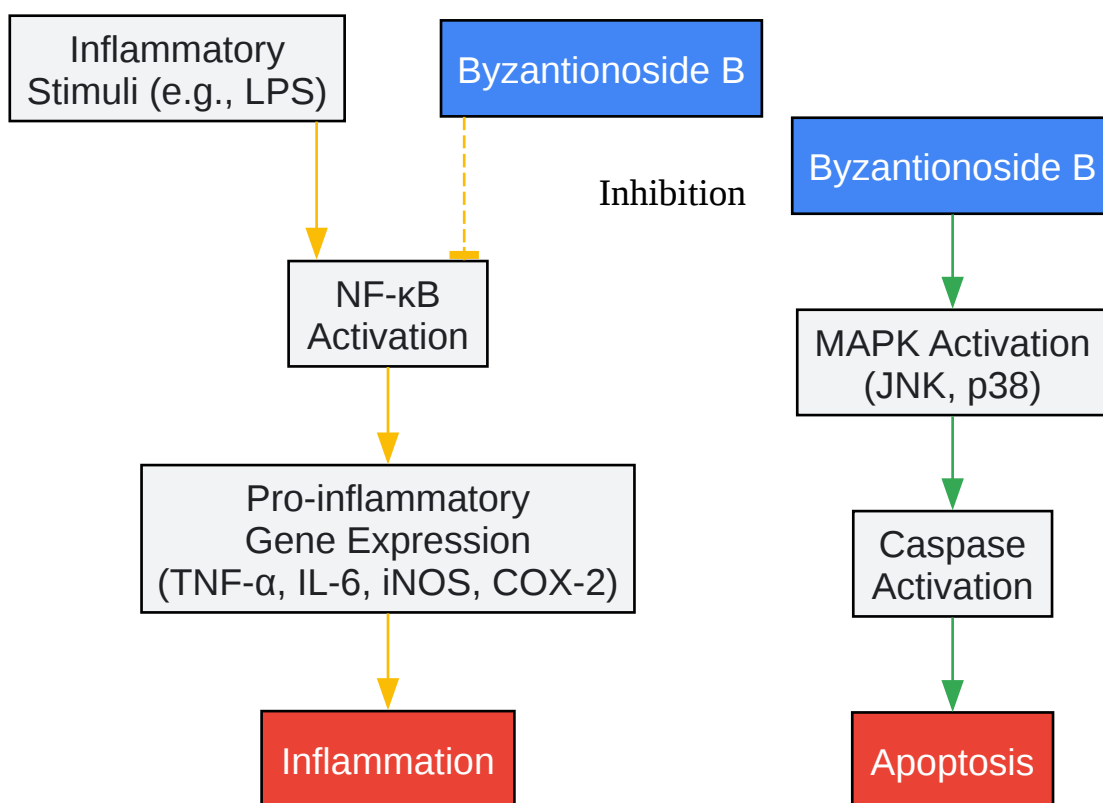 Inflammatory
Stimuli (e.g., LPS)
Byzantionoside B
Inhibition
NF-κB
Activation
Pro-inflammatory
Gene Expression
(TNF-α, IL-6, iNOS, COX-2)
Inflammation
Byzantionoside B
MAPK Activation
(JNK, p38)
Caspase
Activation
Apoptosis